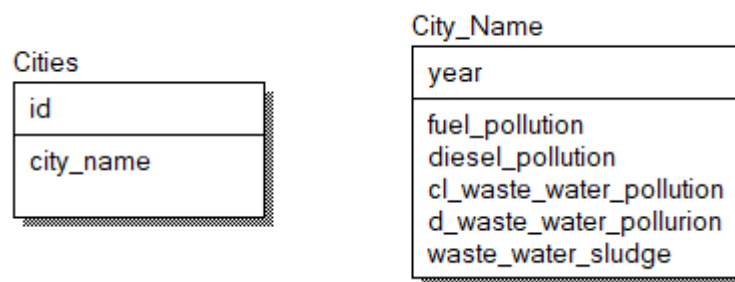 Cities
id
city_name
City_Name
year
fuel_pollution
diesel_pollution
cl_waste_water_pollution
d_waste_water_pollurion
waste_water_sludge